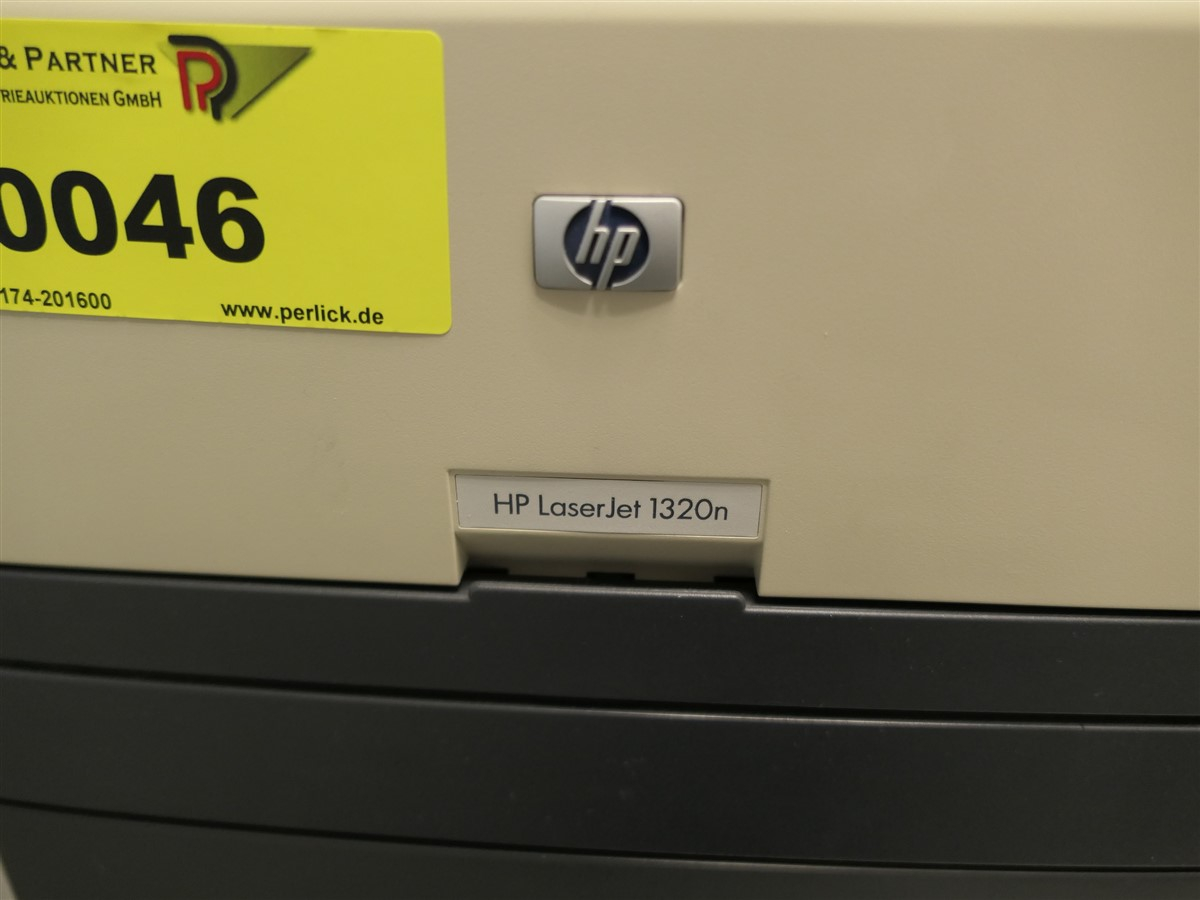 & PARTNER
RIEAUKTIONEN GMBH
0046
174-201600
www.perlick.de
hp
HP LaserJet 1320n